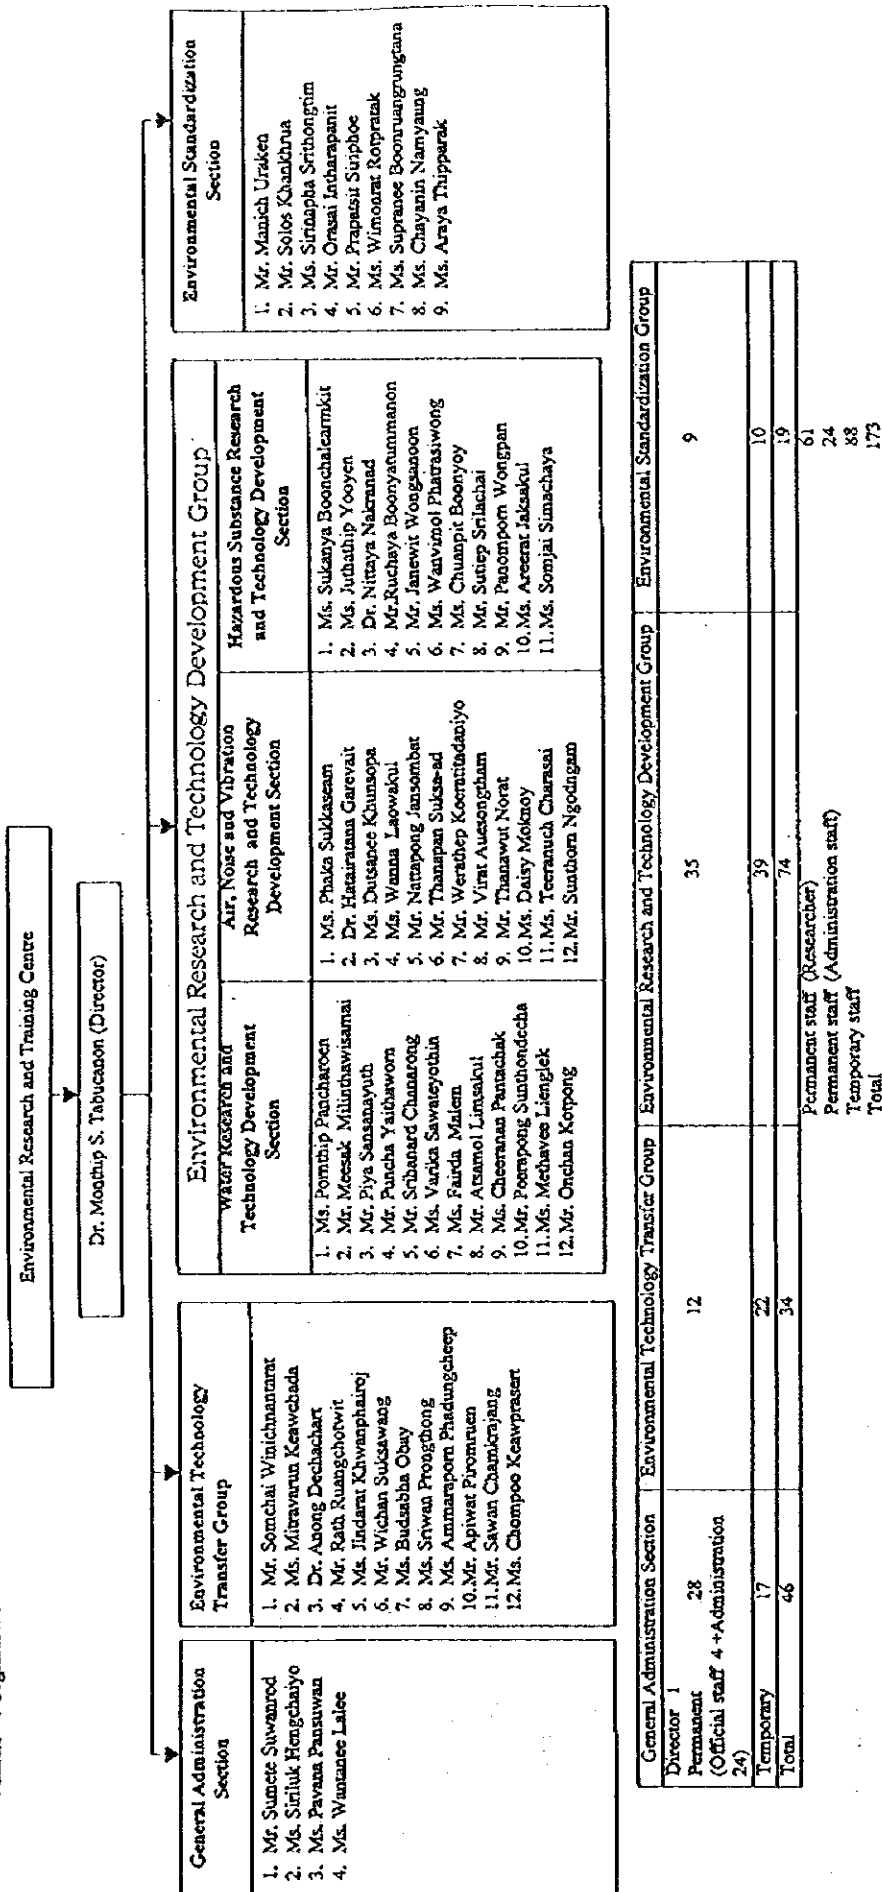 Environmental Research and Training Centre
Dr. Monthip S. Tabucanon (Director)
General Administration
Section
1. Mr. Sumete Suwanrod
2. Ms. Siriluk Hengchaiyo
3. Ms. Pavana Pansuwan
4. Ms. Wantanee Lalee
Environmental Technology
Transfer Group
1. Mr. Somchai Winichnantarat
2. Ms. Mitravarun Keawchada
3. Dr. Anong Dechachart
4. Mr. Rath Ruangchotwit
5. Ms. Jindarat Khwanphairoj
6. Mr. Wichan Suksawang
7. Ms. Budsabha Obay
8. Ms. Sriwan Prongthong
9. Ms. Ammaraporn Phadungcheep
10.Mr. Apiwat Piromruen
11.Mr. Sawan Chamkrajang
12.Ms. Chompoo Keawprasert
Environmental Research and Technology Development Group
Water Research and
Technology Development
Section
1. Ms. Pornthip Pancharoen
2. Mr. Meesak Milinthawisamai
3. Mr. Piya Sansanayuth
4. Mr. Puncha Yaithaworn
5. Mr. Sribanard Chanarong
6. Ms. Varika Sawateyothin
7. Ms. Fairda Malem
8. Mr. Atsamol Limsakul
9. Ms. Cheeranan Pantachak
10.Mr. Peerapong Sunthondecha
11.Ms. Methavee Lienglek
12.Mr. Onchan Kotpong
Air, Noise and Vibration
Research and Technology
Development Section
1. Ms. Phaka Sukkaseam
2. Dr. Hatairatana Garevait
3. Ms. Dutsanee Khunsopa
4. Ms. Wanna Laowakul
5. Mr. Nattapong Jansombat
6. Mr. Thanapan Suksa-ad
7. Mr. Werathep Koeratitadaniyo
8. Mr. Virat Auesongtham
9. Mr. Thanawut Norat
10.Ms. Daisy Moknoy
11.Ms. Teeranuch Charasai
12.Mr. Sunthorn Ngodngam
Hazardous Substance Research
and Technology Development
Section
1. Ms. Sukanya Boonchalearmkit
2. Ms. Juthathip Yooyen
3. Dr. Nittaya Nakranad
4. Mr.Ruchaya Boonyatummanon
5. Mr. Janewit Wongsanoon
6. Ms. Wanvimol Phatrasiwong
7. Ms. Chuanpit Boonyoy
8. Mr. Sutiep Srilachai
9. Mr. Panomporn Wongpan
10.Ms. Areerat Jaksakul
11.Ms. Somjai Simachaya
Environmental Standardization
Section
1. Mr. Manich Uraken
2. Mr. Solos Khankhrua
3. Ms. Sirinapha Srithongtim
4. Mr. Orasai Intharapanit
5. Mr. Prapatsit Siriphoe
6. Ms. Wimonrat Rotpratak
7. Ms. Supranee Boonruangrungtana
8. Ms. Chayanin Namyaung
9. Ms. Araya Thipparak
General Administration Section Environmental Technology Transfer Group Environmental Research and Technology Development Group Environmental Standardization Group
Director 1
Permanent 28 12 35 9
(Official staff 4 +Administration
24)
Temporary 17 22 39 10
Total 46 34 74 19
Permanent staff (Researcher) 61
Permanent staff (Administration staff) 24
Temporary staff 88
Total 173